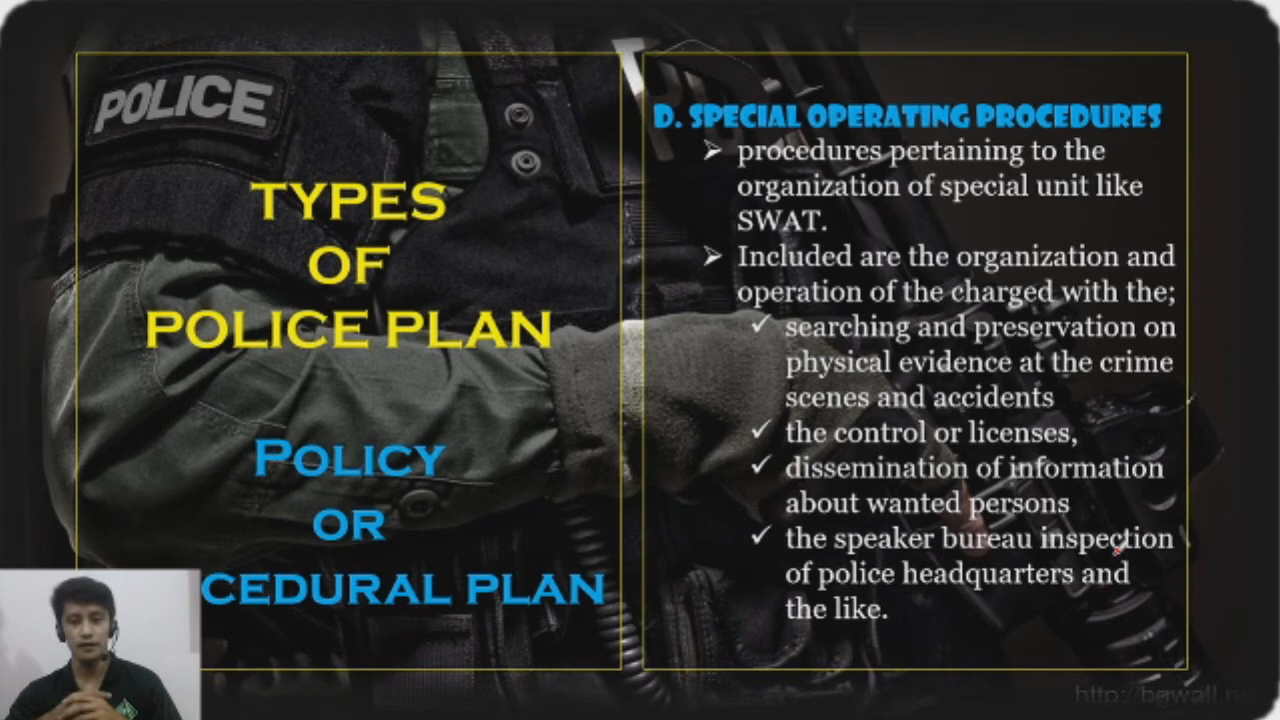 POLICE
TYPES
OF
POLICE PLAN
POLICY
OR
CEDURAL PLAN
D. SPECIAL OPERATING PROCEDURES
➢ procedures pertaining to the
organization of special unit like
SWAT.
➢ Included are the organization and
operation of the charged with the;
✓ searching and preservation on
physical evidence at the crime
scenes and accidents
✓ the control or licenses,
✓ dissemination of information
about wanted persons
✓ the speaker bureau inspection
of police headquarters and
the like.